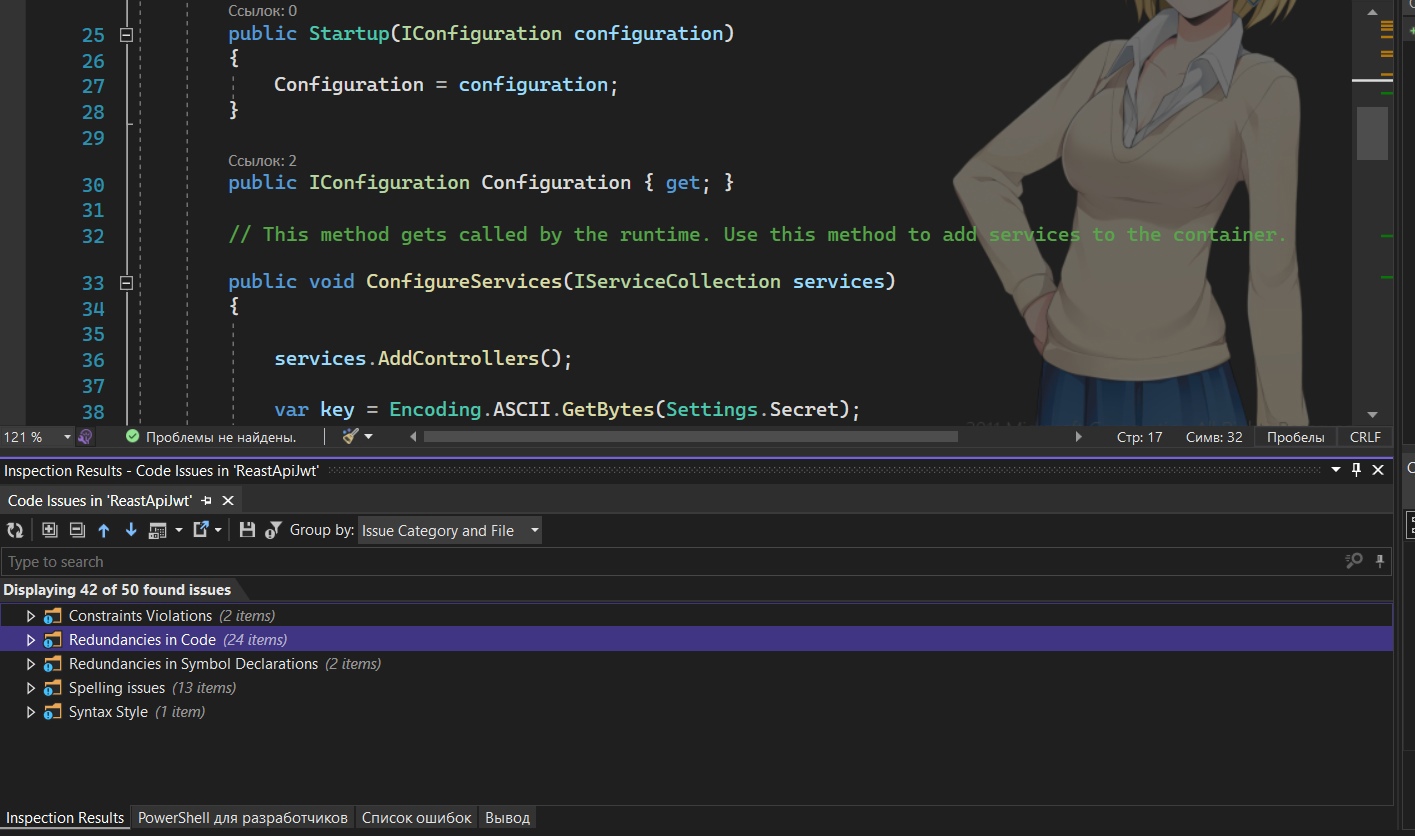 Ссылок: 0
25 public Startup(IConfiguration configuration)
26 {
27 Configuration = configuration;
28 }
29
Ссылок: 2
30 public IConfiguration Configuration { get; }
31
32 // This method gets called by the runtime. Use this method to add services to the container.
33 public void ConfigureServices(IServiceCollection services)
34 {
35
36 services.AddControllers();
37
38 var key = Encoding.ASCII.GetBytes(Settings.Secret);
121 % Проблемы не найдены. Стр: 17 Симв: 32 Пробелы CRLF
Inspection Results - Code Issues in 'ReastApiJwt'
Code Issues in 'ReastApiJwt'
Group by: Issue Category and File
Type to search
Displaying 42 of 50 found issues
Constraints Violations (2 items)
Redundancies in Code (24 items)
Redundancies in Symbol Declarations (2 items)
Spelling issues (13 items)
Syntax Style (1 item)
Inspection Results PowerShell для разработчиков Список ошибок Вывод